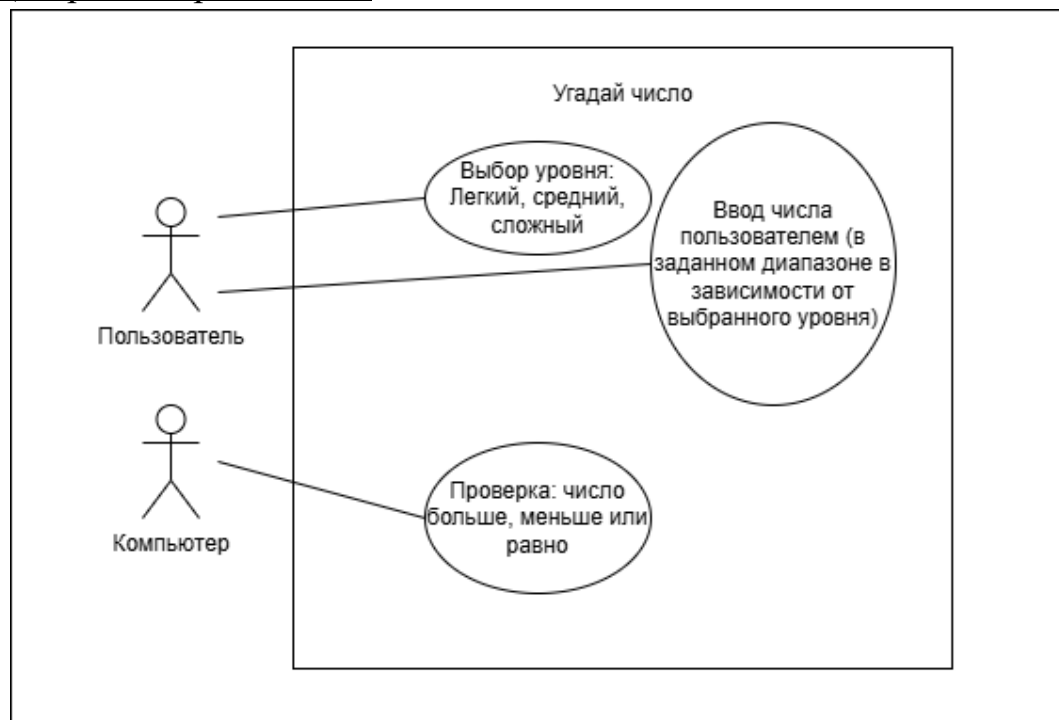 Угадай число
Выбор уровня:
Легкий, средний,
сложный
Ввод числа
пользователем (в
заданном диапазоне в
зависимости от
выбранного уровня)
Пользователь
Проверка: число
больше, меньше или
равно
Компьютер